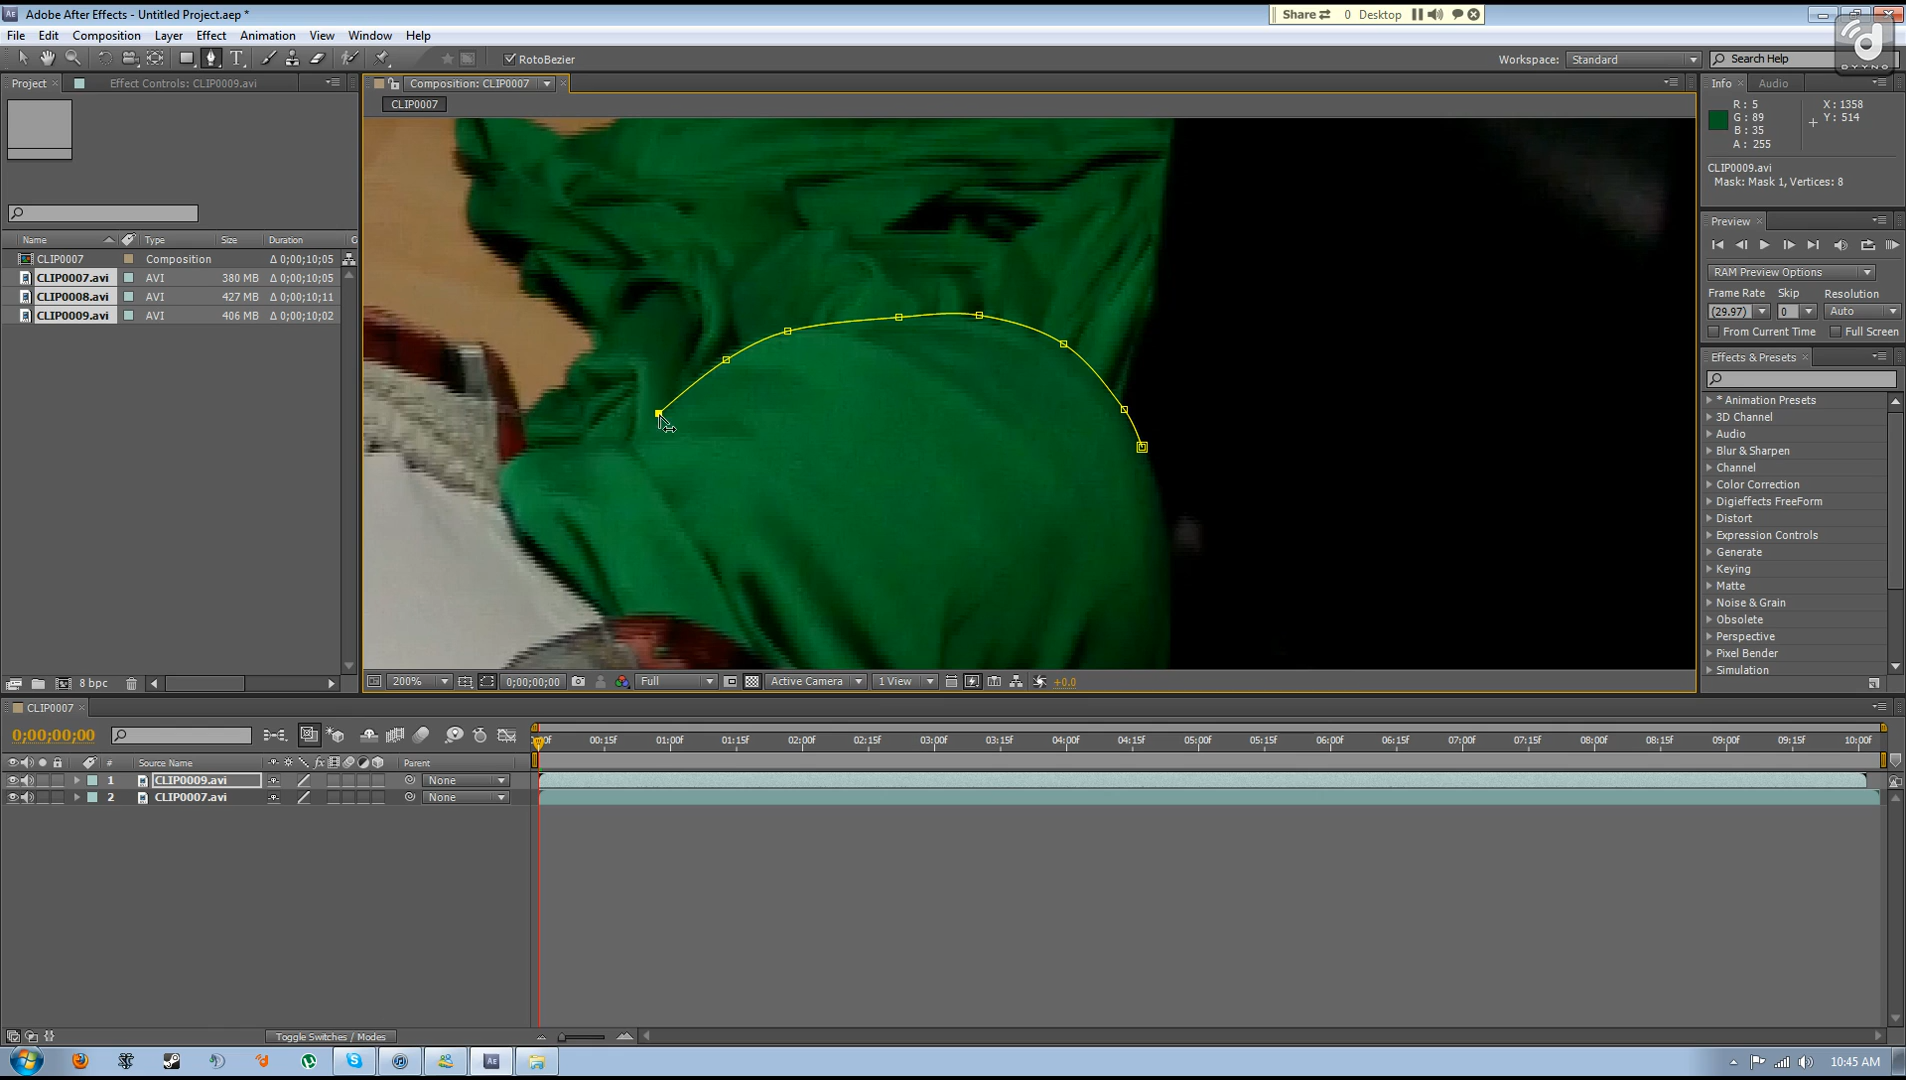 Adobe After Effects - Untitled Project.aep *
Share 0 Desktop
DYYNO
File Edit Composition Layer Effect Animation View Window Help
RotoBezier
Workspace: Standard
Search Help
Project
Effect Controls: CLIP0009.avi
Composition: CLIP0007
CLIP0007
Info Audio
R : 5
G : 89
B : 35
A : 255
X : 1358
Y : 514
CLIP0009.avi
Mask: Mask 1, Vertices: 8
Preview
RAM Preview Options
Frame Rate Skip Resolution
(29.97) 0 Auto
From Current Time Full Screen
Effects & Presets
* Animation Presets
3D Channel
Audio
Blur & Sharpen
Channel
Color Correction
Digieffects FreeForm
Distort
Expression Controls
Generate
Keying
Matte
Noise & Grain
Obsolete
Perspective
Pixel Bender
Simulation
Name Type Size Duration
CLIP0007 Composition Δ 0;00;10;05
CLIP0007.avi AVI 380 MB Δ 0;00;10;05
CLIP0008.avi AVI 427 MB Δ 0;00;10;11
CLIP0009.avi AVI 406 MB Δ 0;00;10;02
8 bpc
200% 0;00;00;00 Full Active Camera 1 View +0.0
CLIP0007
0;00;00;00
00:15f 01:00f 01:15f 02:00f 02:15f 03:00f 03:15f 04:00f 04:15f 05:00f 05:15f 06:00f 06:15f 07:00f 07:15f 08:00f 08:15f 09:00f 09:15f 10:00f
# Source Name Parent
1 CLIP0009.avi None
2 CLIP0007.avi None
Toggle Switches / Modes
10:45 AM